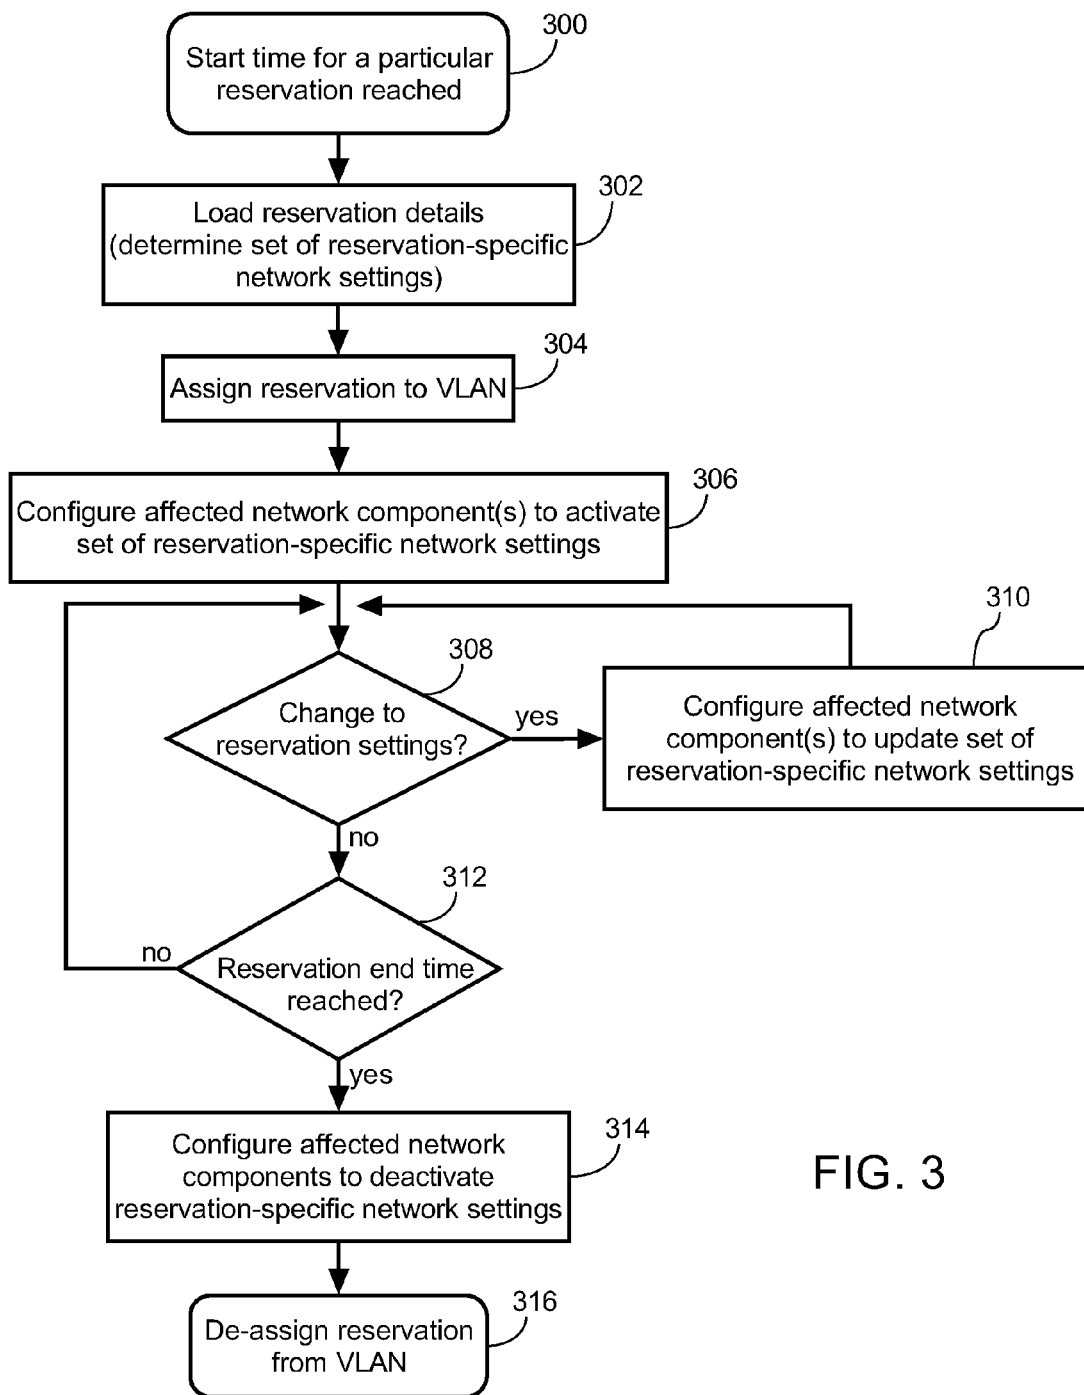 300
Start time for a particular
reservation reached
302
Load reservation details
(determine set of reservation-specific
network settings)
304
Assign reservation to VLAN
306
Configure affected network component(s) to activate
set of reservation-specific network settings
308
Change to
reservation settings?
yes
310
Configure affected network
component(s) to update set of
reservation-specific network settings
no
312
Reservation end time
reached?
no
yes
314
Configure affected network
components to deactivate
reservation-specific network settings
FIG. 3
316
De-assign reservation
from VLAN